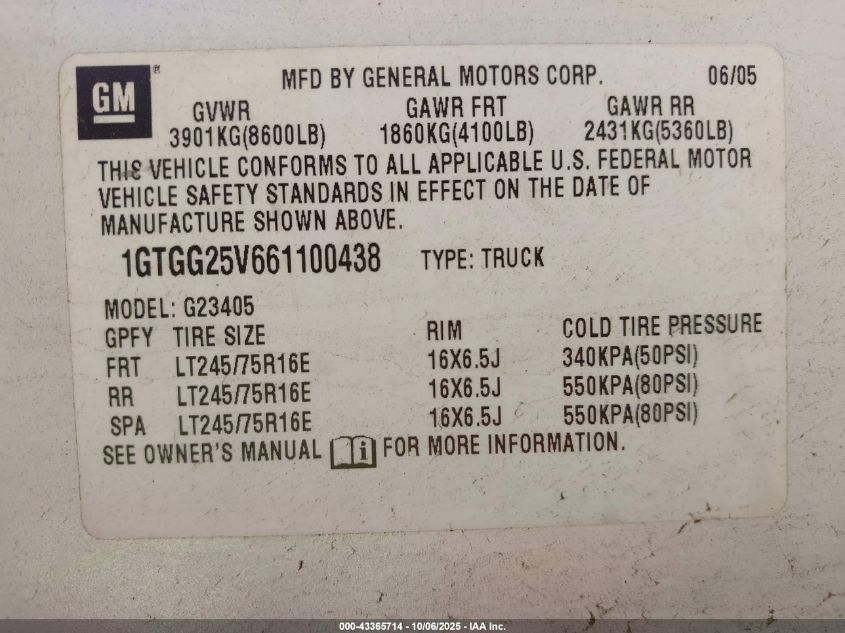 GM ®
MFD BY GENERAL MOTORS CORP. 06/05
GVWR GAWR FRT GAWR RR
3901KG(8600LB) 1860KG(4100LB) 2431KG(5360LB)
THIS VEHICLE CONFORMS TO ALL APPLICABLE U.S. FEDERAL MOTOR
VEHICLE SAFETY STANDARDS IN EFFECT ON THE DATE OF
MANUFACTURE SHOWN ABOVE.
1GTGG25V661100438 TYPE: TRUCK
MODEL: G23405
GPFY TIRE SIZE RIM COLD TIRE PRESSURE
FRT LT245/75R16E 16X6.5J 340KPA(50PSI)
RR LT245/75R16E 16X6.5J 550KPA(80PSI)
SPA LT245/75R16E 16X6.5J 550KPA(80PSI)
SEE OWNER'S MANUAL i FOR MORE INFORMATION.
000-43365714 - 10/06/2025 - IAA Inc.